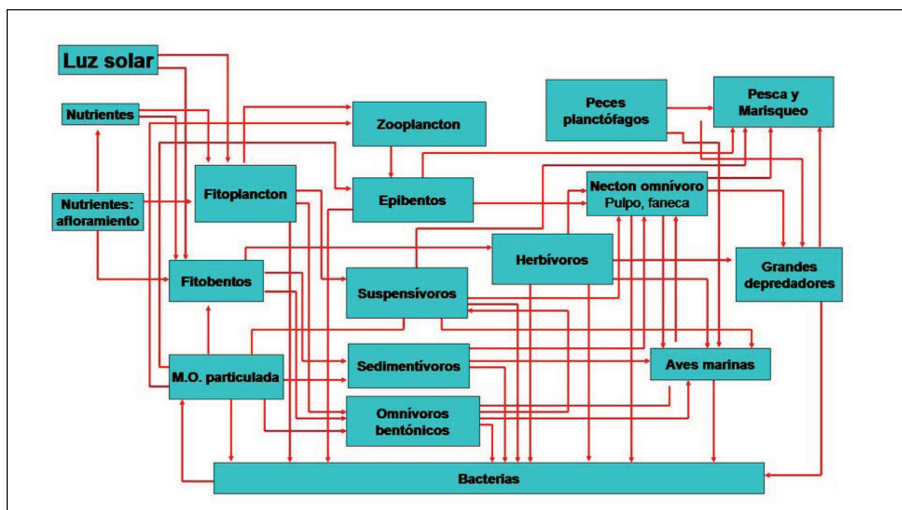 Luz solar
Nutrientes
Nutrientes:
afloramiento
Fitoplancton
Fitobentos
M.O. particulada
Zooplancton
Epibentos
Herbívoros
Suspensívoros
Sedimentívoros
Omnívoros
bentónicos
Peces
planctófagos
Pesca y
Marisqueo
Necton omnívoro
Pulpo, faneca
Grandes
depredadores
Aves marinas
Bacterias